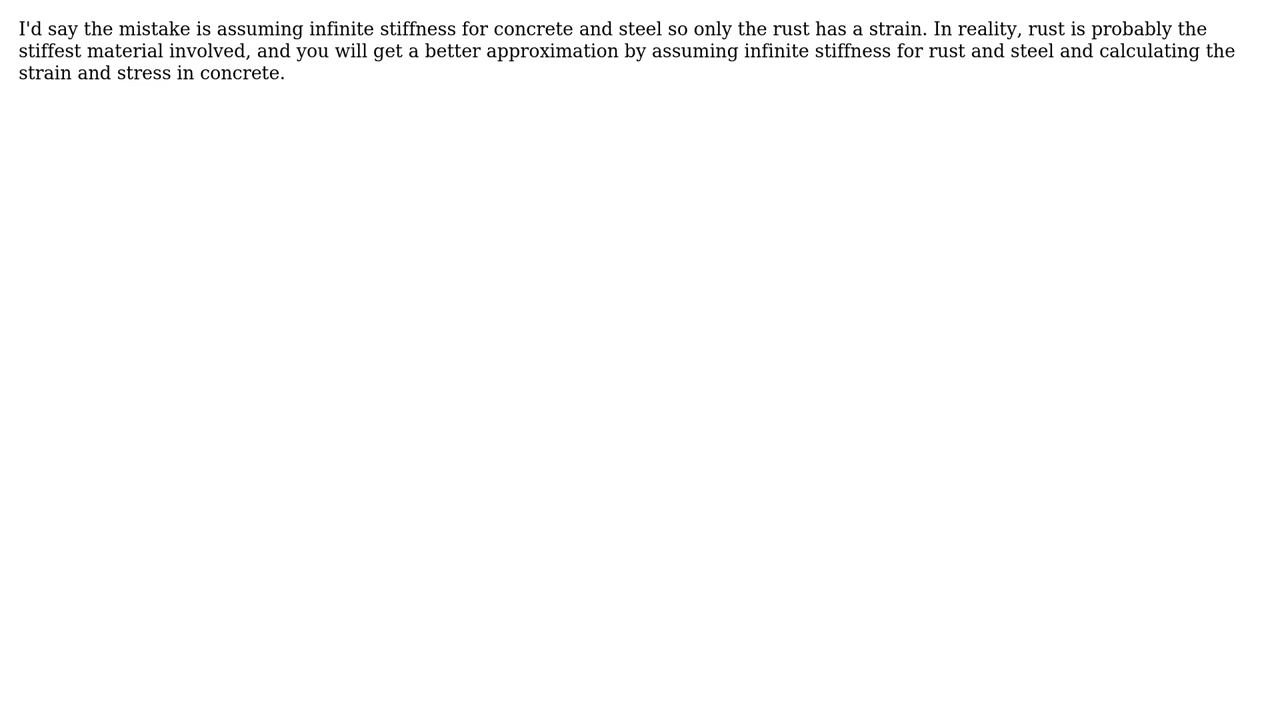 I'd say the mistake is assuming infinite stiffness for concrete and steel so only the rust has a strain. In reality, rust is probably the
stiffest material involved, and you will get a better approximation by assuming infinite stiffness for rust and steel and calculating the
strain and stress in concrete.